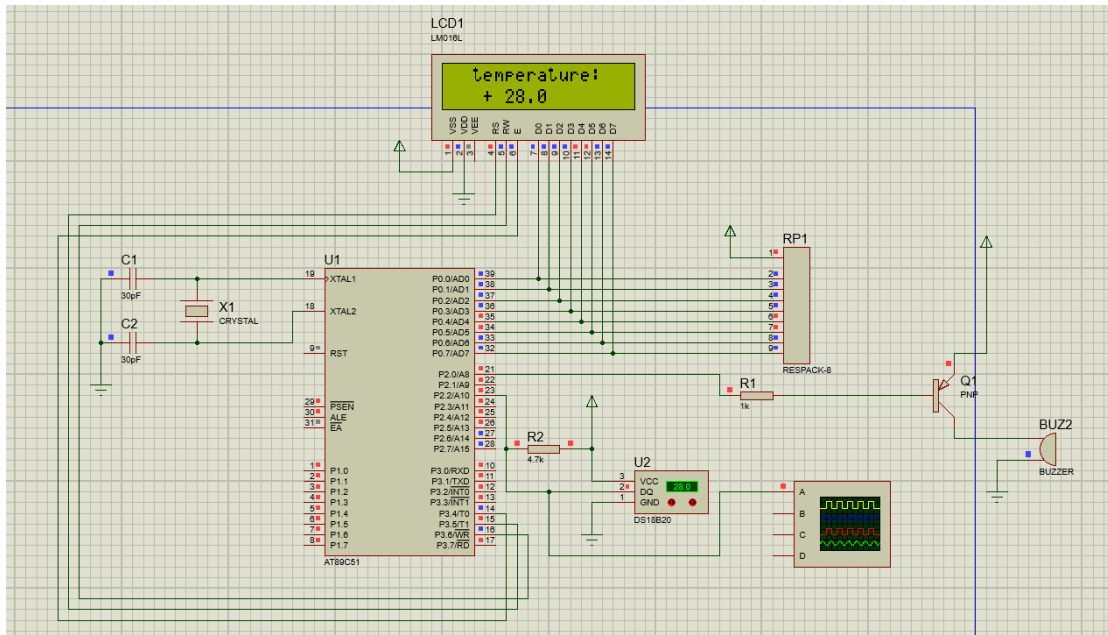 LCD1
LM016L
temperature:
+ 28.0
VSS
VDD
VEE
RS
RW
E
D0
D1
D2
D3
D4
D5
D6
D7
1
2
3
4
5
6
7
8
9
10
11
12
13
14
C1
30pF
C2
30pF
X1
CRYSTAL
U1
19 XTAL1
18 XTAL2
9 RST
29 PSEN
30 ALE
31 EA
1 P1.0
2 P1.1
3 P1.2
4 P1.3
5 P1.4
6 P1.5
7 P1.6
8 P1.7
P0.0/AD0 39
P0.1/AD1 38
P0.2/AD2 37
P0.3/AD3 36
P0.4/AD4 35
P0.5/AD5 34
P0.6/AD6 33
P0.7/AD7 32
P2.0/A8 21
P2.1/A9 22
P2.2/A10 23
P2.3/A11 24
P2.4/A12 25
P2.5/A13 26
P2.6/A14 27
P2.7/A15 28
P3.0/RXD 10
P3.1/TXD 11
P3.2/INT0 12
P3.3/INT1 13
P3.4/T0 14
P3.5/T1 15
P3.6/WR 16
P3.7/RD 17
AT89C51
RP1
1
2
3
4
5
6
7
8
9
RESPACK-8
R1
1k
Q1
PNP
BUZ2
BUZZER
R2
4.7k
U2
3 VCC
2 DQ
1 GND
28.0
DS18B20
A
B
C
D